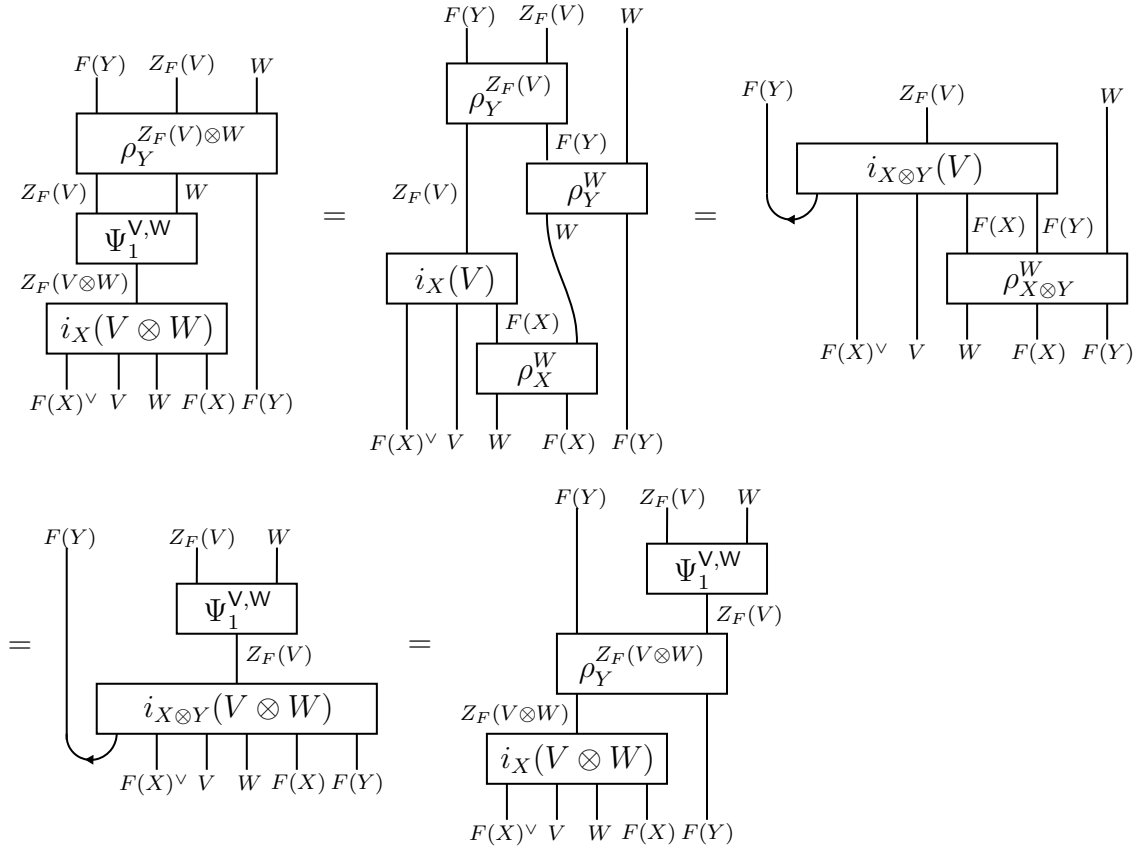 F(Y) Z_F(V) W
ρ_Y^{Z_F(V)⊗W}
Z_F(V) W
Ψ_1^{V,W}
Z_F(V⊗W)
i_X(V ⊗ W)
F(X)^∨ V W F(X) F(Y)
=
F(Y) Z_F(V) W
ρ_Y^{Z_F(V)}
F(Y)
Z_F(V)
ρ_Y^W
W
i_X(V)
F(X)
ρ_X^W
F(X)^∨ V W F(X) F(Y)
=
F(Y) Z_F(V) W
i_{X⊗Y}(V)
F(X) F(Y)
ρ_{X⊗Y}^W
F(X)^∨ V W F(X) F(Y)
=
F(Y) Z_F(V) W
Ψ_1^{V,W}
Z_F(V)
i_{X⊗Y}(V ⊗ W)
F(X)^∨ V W F(X) F(Y)
=
F(Y) Z_F(V) W
Ψ_1^{V,W}
Z_F(V)
ρ_Y^{Z_F(V⊗W)}
Z_F(V⊗W)
i_X(V ⊗ W)
F(X)^∨ V W F(X) F(Y)